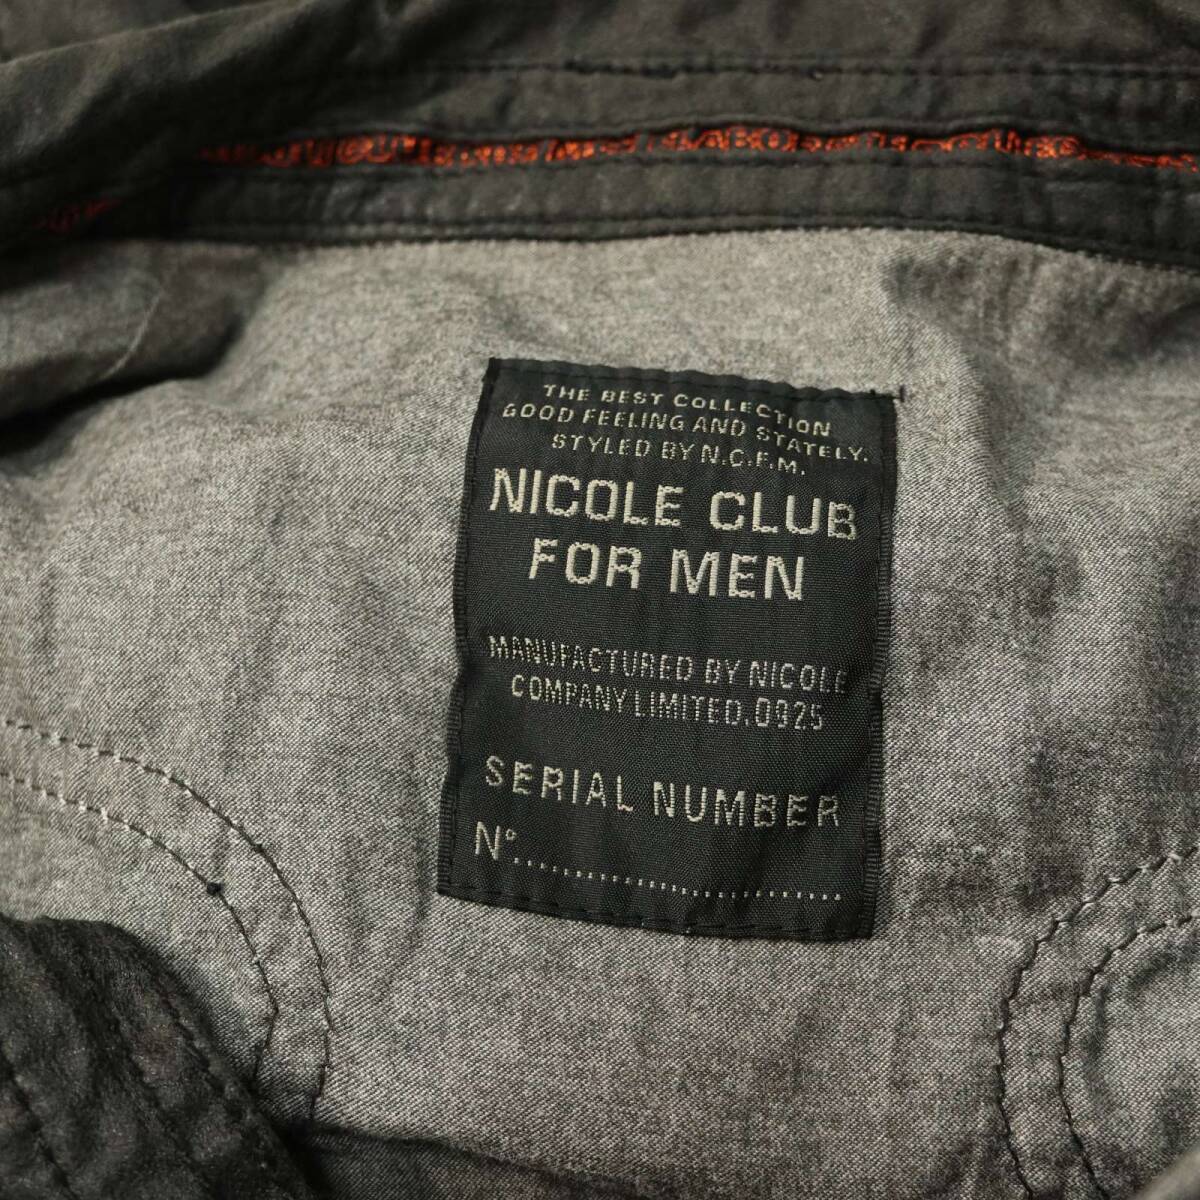 THE BEST COLLECTION
GOOD FEELING AND STATELY.
STYLED BY N.C.F.M.
NICOLE CLUB
FOR MEN
MANUFACTURED BY NICOLE
COMPANY LIMITED. 0925
SERIAL NUMBER
N°..............................